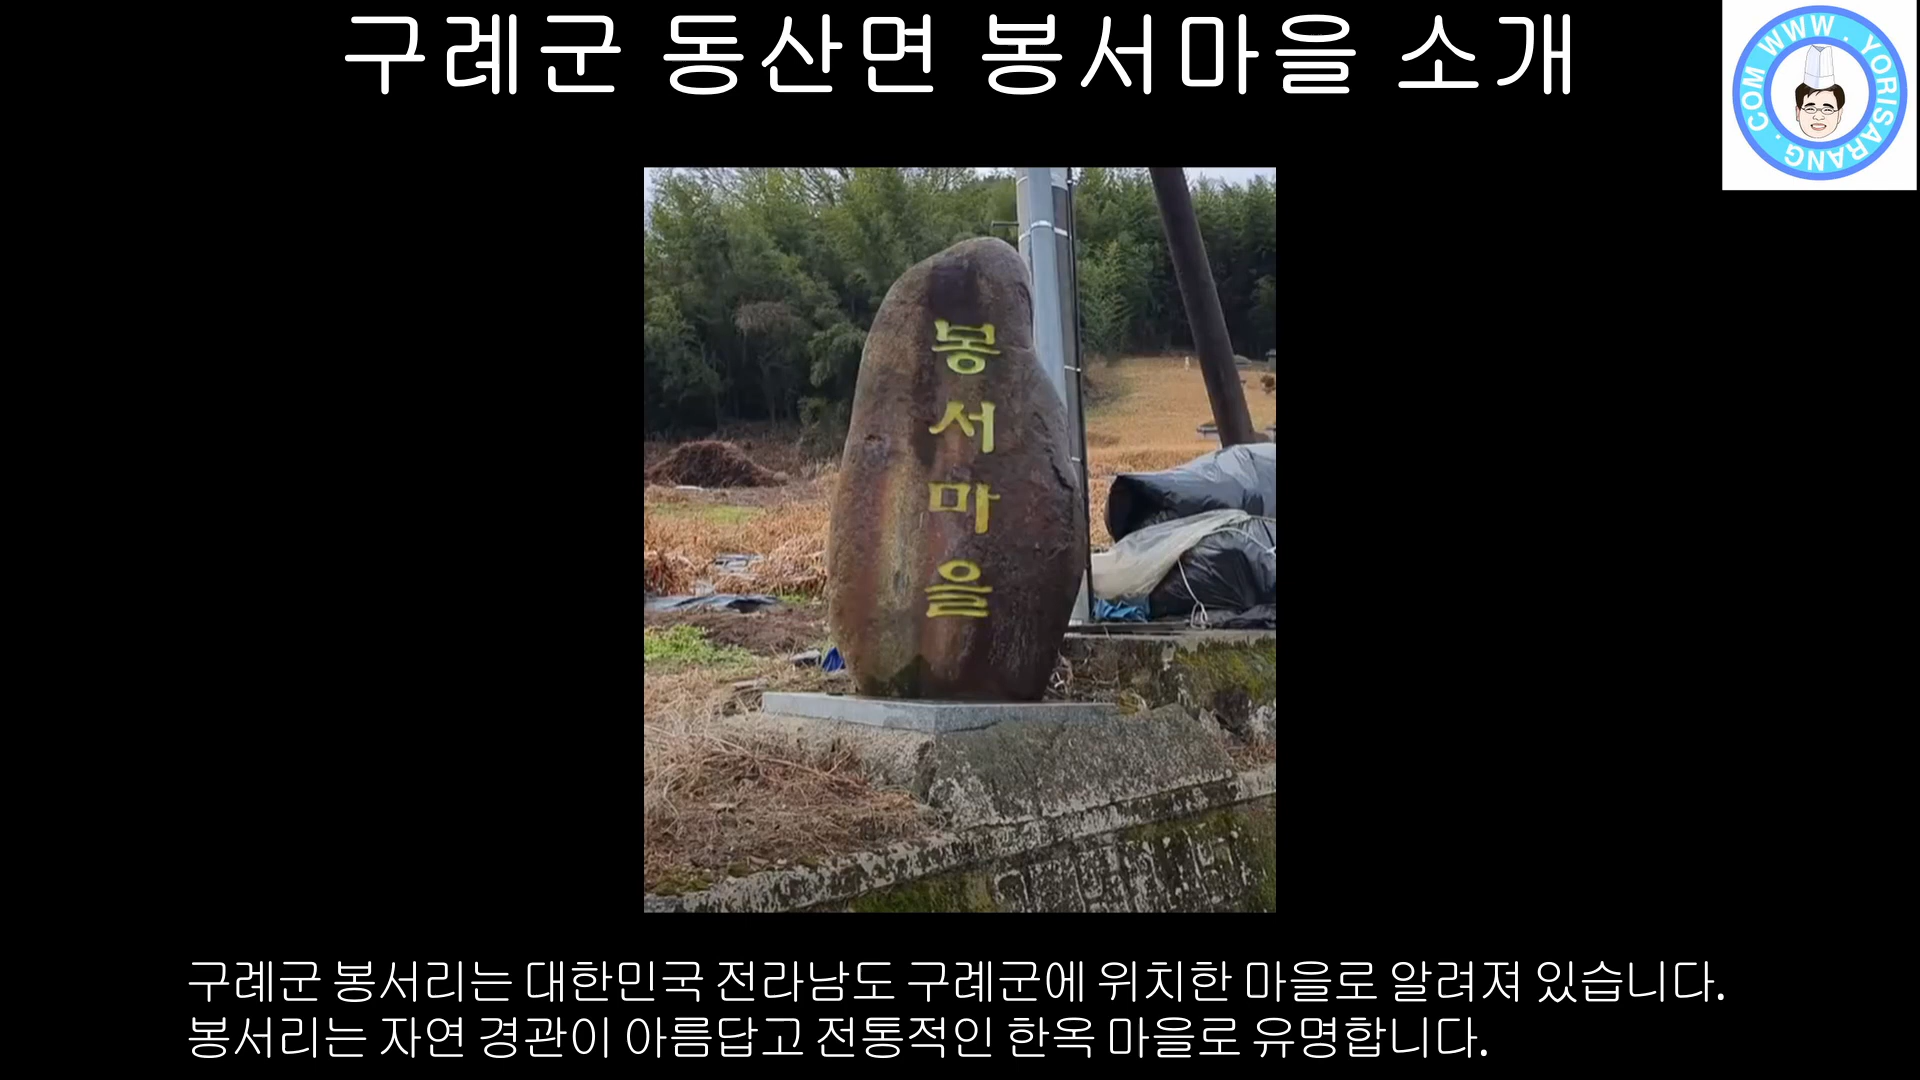 구례군 동산면 봉서마을 소개
WWW . YORISARANG . COM
봉
서
마
을
구례군 봉서리는 대한민국 전라남도 구례군에 위치한 마을로 알려져 있습니다.
봉서리는 자연 경관이 아름답고 전통적인 한옥 마을로 유명합니다.